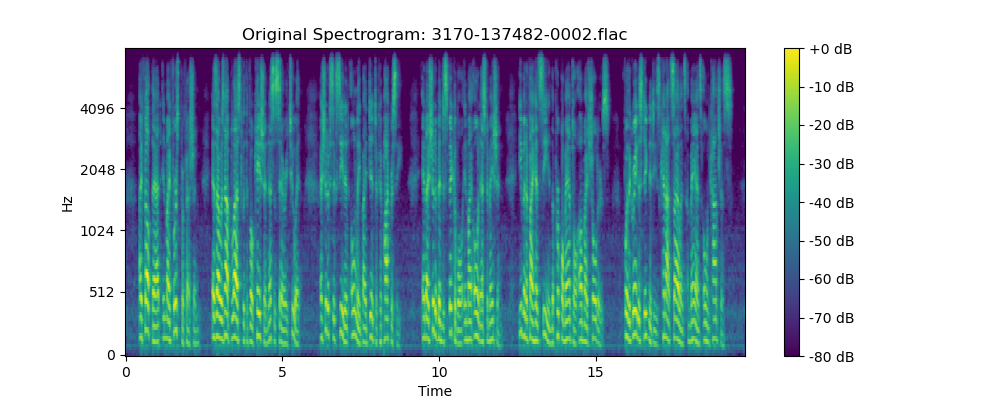 Original Spectrogram: 3170-137482-0002.flac
Hz
4096
2048
1024
512
0
0 5 10 15
Time
+0 dB
-10 dB
-20 dB
-30 dB
-40 dB
-50 dB
-60 dB
-70 dB
-80 dB